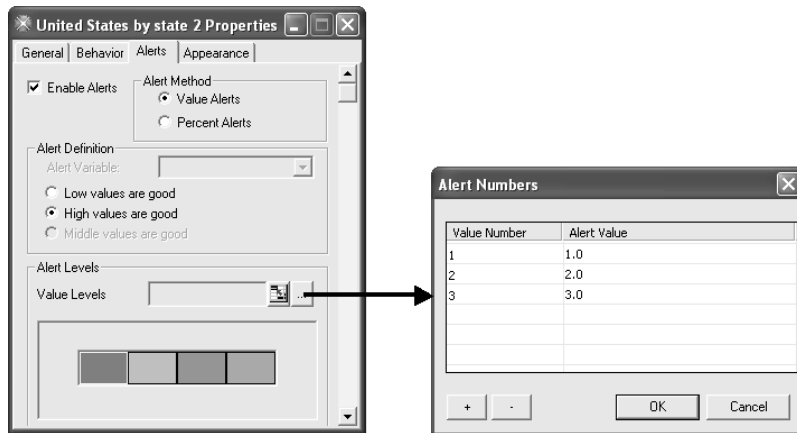 United States by state 2 Properties
General Behavior Alerts Appearance
Enable Alerts
Alert Method
Value Alerts
Percent Alerts
Alert Definition
Alert Variable:
Low values are good
High values are good
Middle values are good
Alert Levels
Value Levels ...
Alert Numbers
Value Number Alert Value
1 1.0
2 2.0
3 3.0
+ - OK Cancel